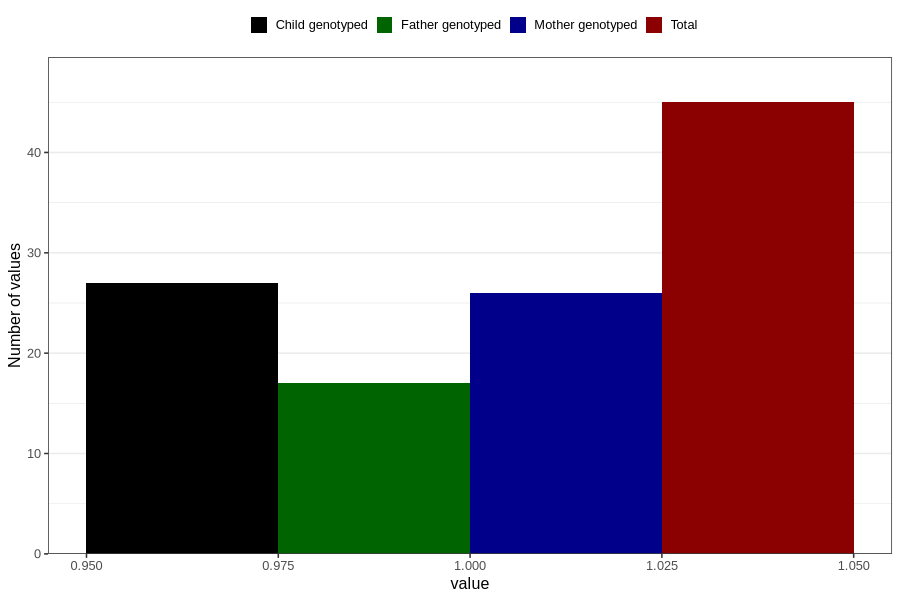 Child genotyped Father genotyped Mother genotyped Total
Number of values
40
30
20
10
0
0.950 0.975 1.000 1.025 1.050
value